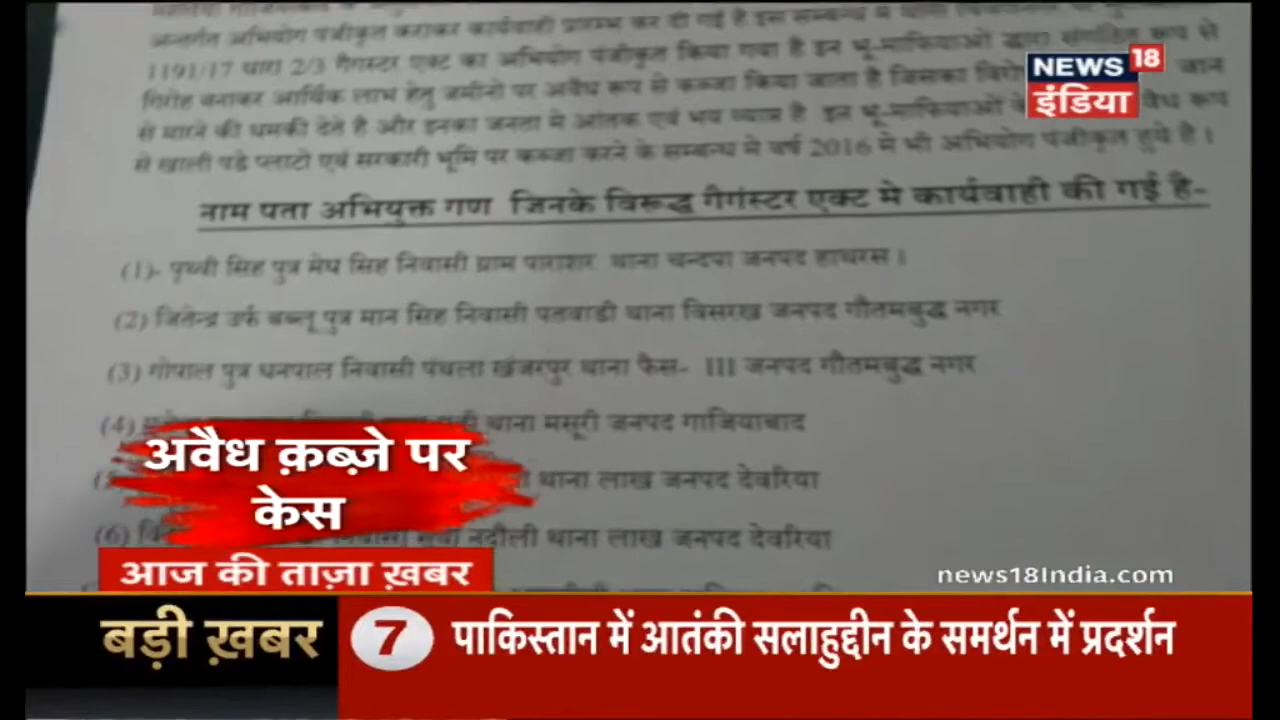 अन्तर्गत अभियोग पंजीकृत कराकर कार्यवाही प्रारम्भ कर दी गई है इस सम्बन्ध में थाना
1191/17 धारा 2/3 गैगस्टर एक्ट का अभियोग पंजीकृत किया गया है इन भू-माफियाओं द्वारा संगठित रूप से
गिरोह बनाकर आर्थिक लाभ हेतु जमीनो पर अवैध रूप से कब्जा किया जाता है जिसका विरो जान
से मारने की धमकी देते है और इनका जनता मे आंतक एवं भय व्याप्त है इन भू-माफियाओं के वैध रूप
से खाली पडे प्लाटो एवं सरकारी भूमि पर कब्जा करने के सम्बन्ध मे वर्ष 2016 मे भी अभियोग पंजीकृत हुये है।
NEWS 18
इंडिया
नाम पता अभियुक्त गण जिनके विरूद्ध गैगंस्टर एक्ट मे कार्यवाही की गई है-
(1)- पृथ्वी सिह पुत्र मेघ सिह निवासी ग्राम पाराशर थाना चन्दपा जनपद हाथरस।
(2) जितेन्द्र उर्फ बब्लू पुत्र मान सिह निवासी पतवाडी थाना विसरख जनपद गौतमबुद्ध नगर
(3) गोपाल पुत्र धनपाल निवासी पंथला खंजरपुर थाना फैस- III जनपद गौतमबुद्ध नगर
(4) थाना मसूरी जनपद गाजियाबाद
थाना लाख जनपद देवरिया
(6) नदौली थाना लाख जनपद देवरिया
अवैध क़ब्ज़े पर
केस
आज की ताज़ा ख़बर
news18India.com
बड़ी ख़बर
7 पाकिस्तान में आतंकी सलाहुद्दीन के समर्थन में प्रदर्शन